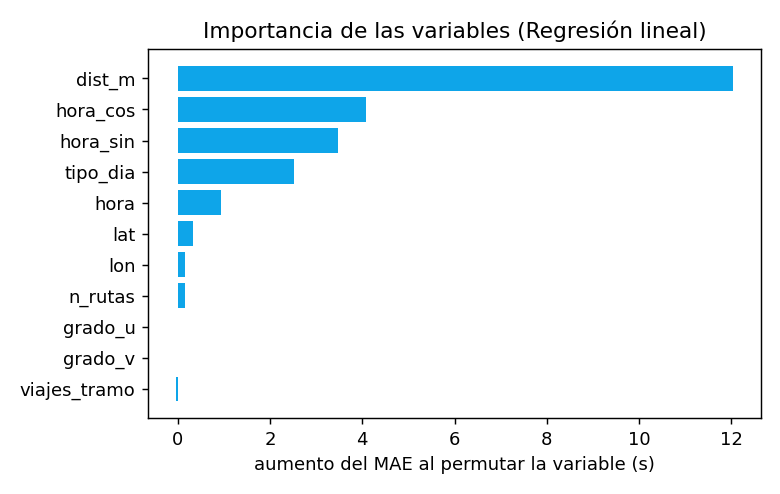 Importancia de las variables (Regresión lineal)
dist_m
hora_cos
hora_sin
tipo_dia
hora
lat
lon
n_rutas
grado_u
grado_v
viajes_tramo
0 2 4 6 8 10 12
aumento del MAE al permutar la variable (s)